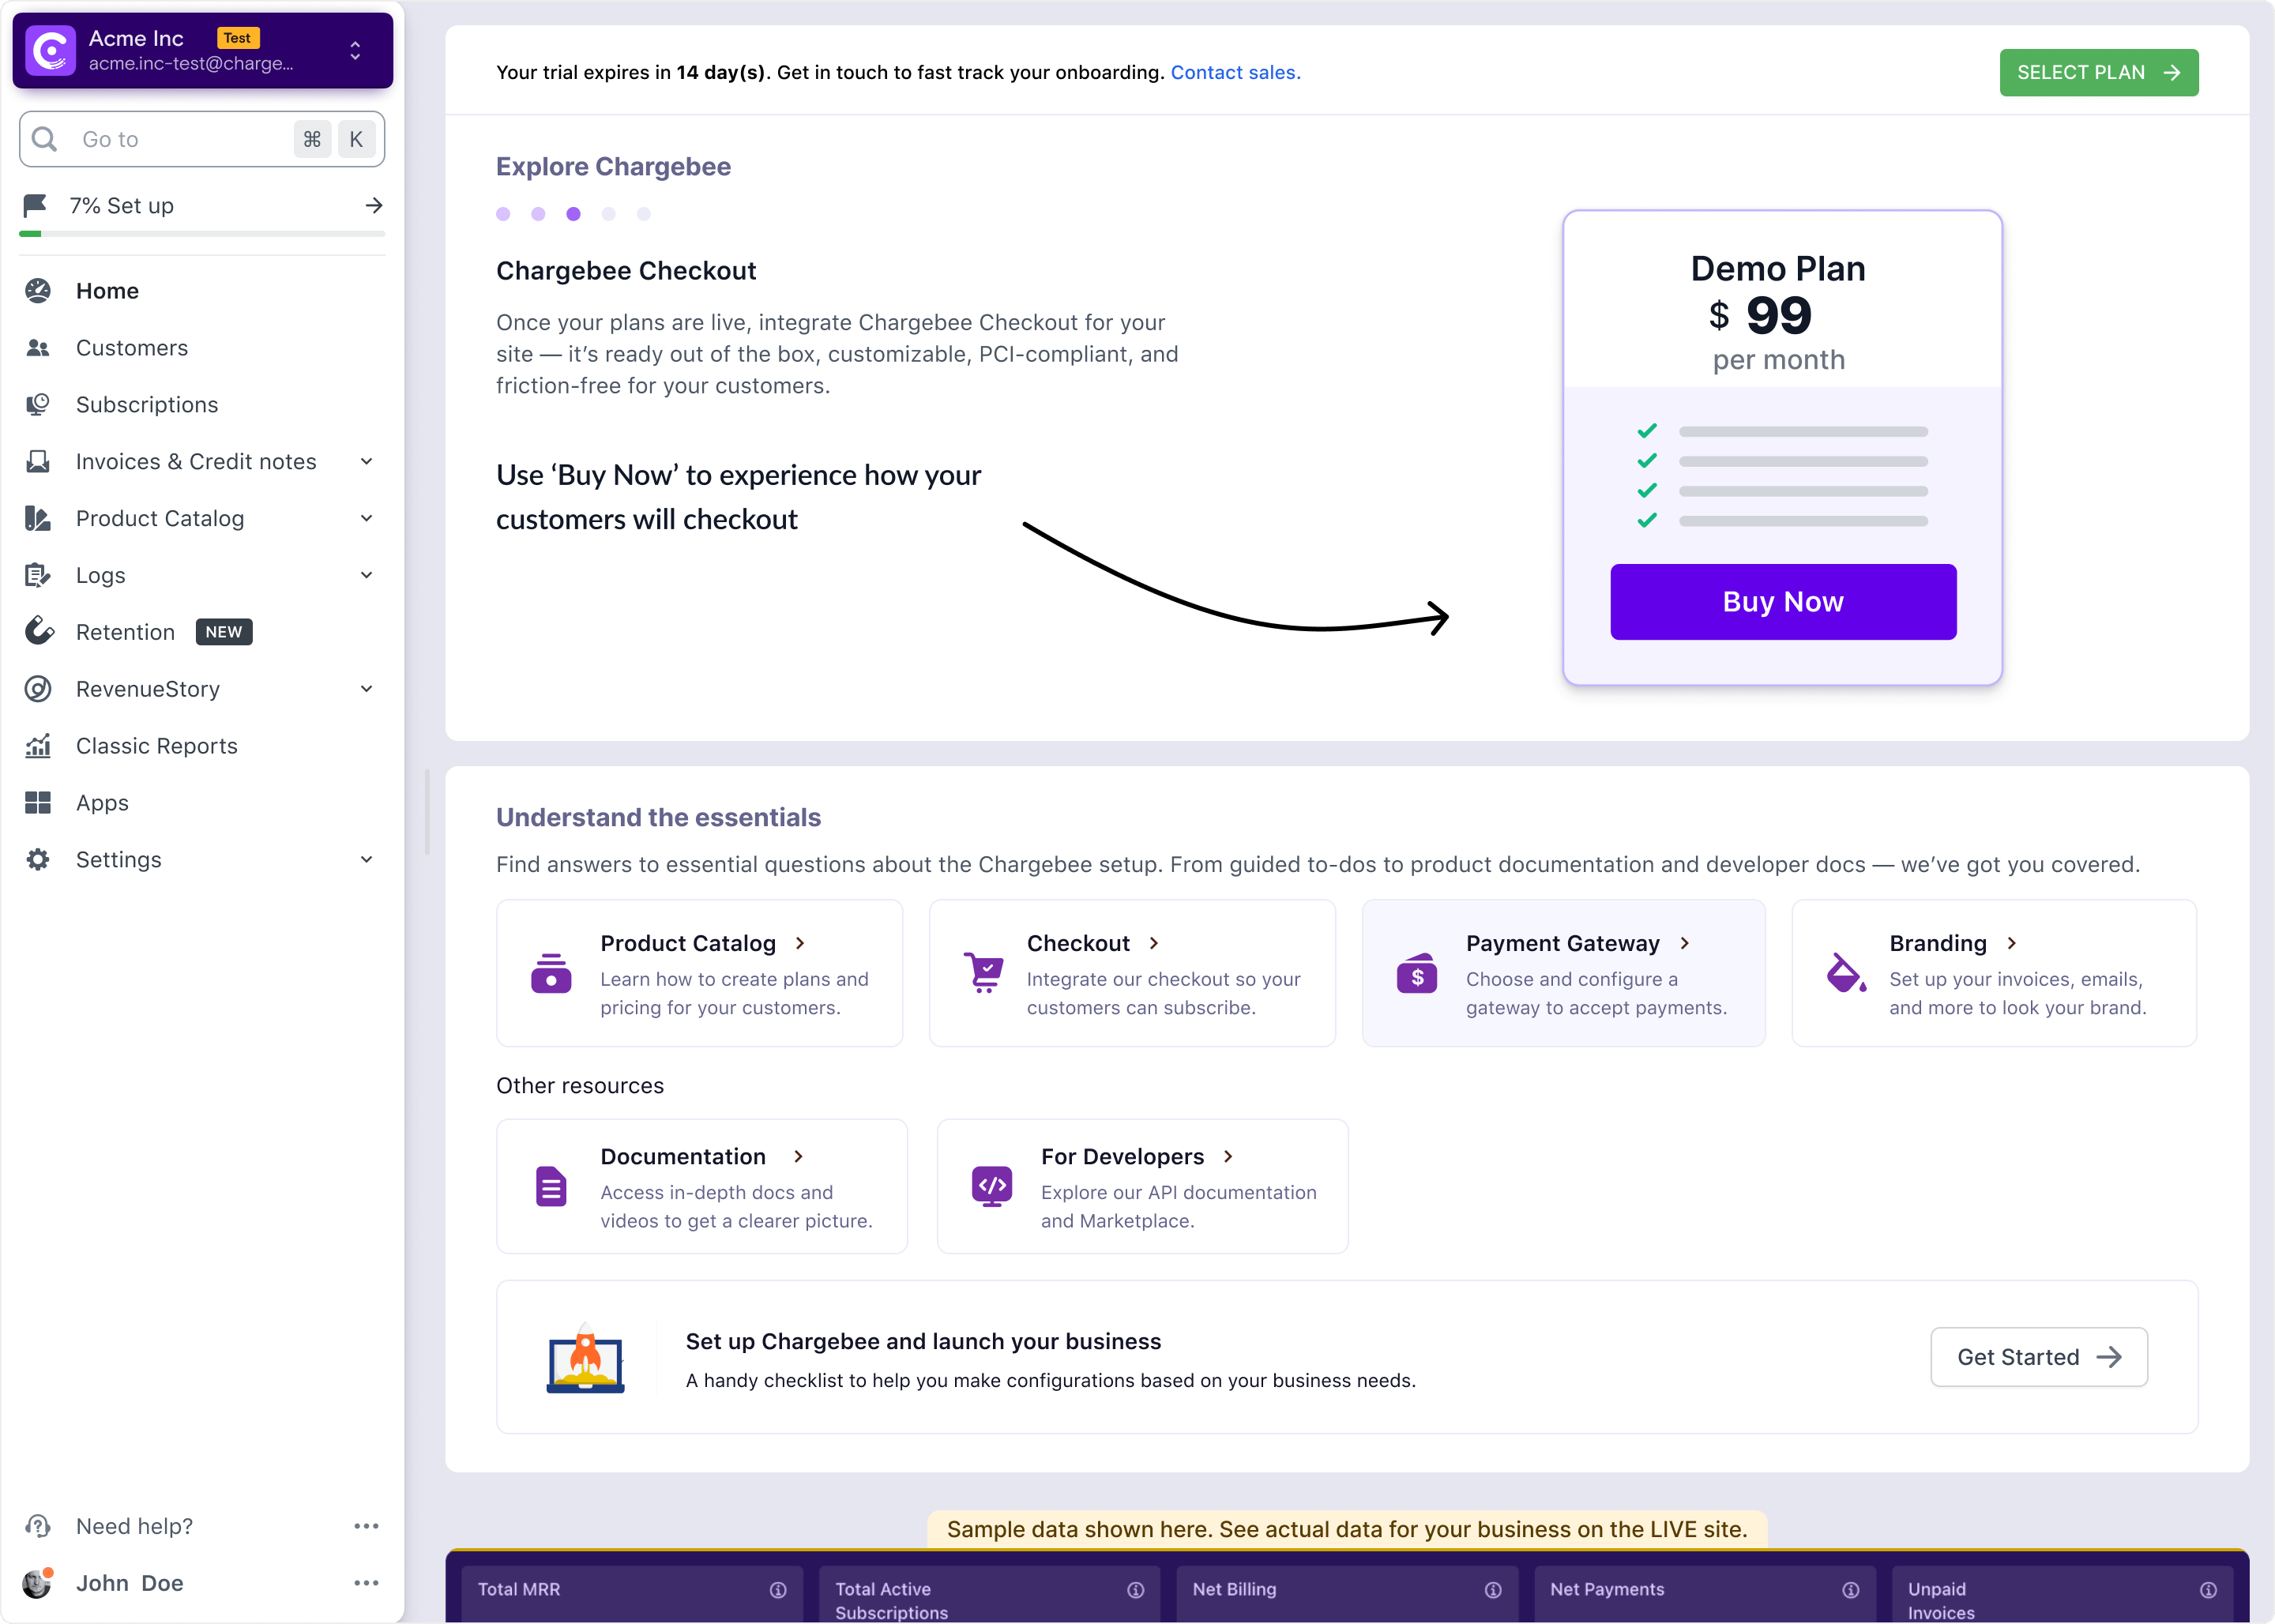 Acme Inc Test
acme.inc-test@charge...
Go to ⌘ K
7% Set up
Home
Customers
Subscriptions
Invoices & Credit notes
Product Catalog
Logs
Retention NEW
RevenueStory
Classic Reports
Apps
Settings
Need help?
John Doe
Your trial expires in 14 day(s). Get in touch to fast track your onboarding. Contact sales.
SELECT PLAN
Explore Chargebee
Chargebee Checkout
Once your plans are live, integrate Chargebee Checkout for your
site — it’s ready out of the box, customizable, PCI-compliant, and
friction-free for your customers.
Use ‘Buy Now’ to experience how your
customers will checkout
Demo Plan
$ 99
per month
Buy Now
Understand the essentials
Find answers to essential questions about the Chargebee setup. From guided to-dos to product documentation and developer docs — we’ve got you covered.
Product Catalog
Learn how to create plans and
pricing for your customers.
Checkout
Integrate our checkout so your
customers can subscribe.
Payment Gateway
Choose and configure a
gateway to accept payments.
Branding
Set up your invoices, emails,
and more to look your brand.
Other resources
Documentation
Access in-depth docs and
videos to get a clearer picture.
For Developers
Explore our API documentation
and Marketplace.
Set up Chargebee and launch your business
A handy checklist to help you make configurations based on your business needs.
Get Started
Sample data shown here. See actual data for your business on the LIVE site.
Total MRR
Total Active
Subscriptions
Net Billing
Net Payments
Unpaid
Invoices